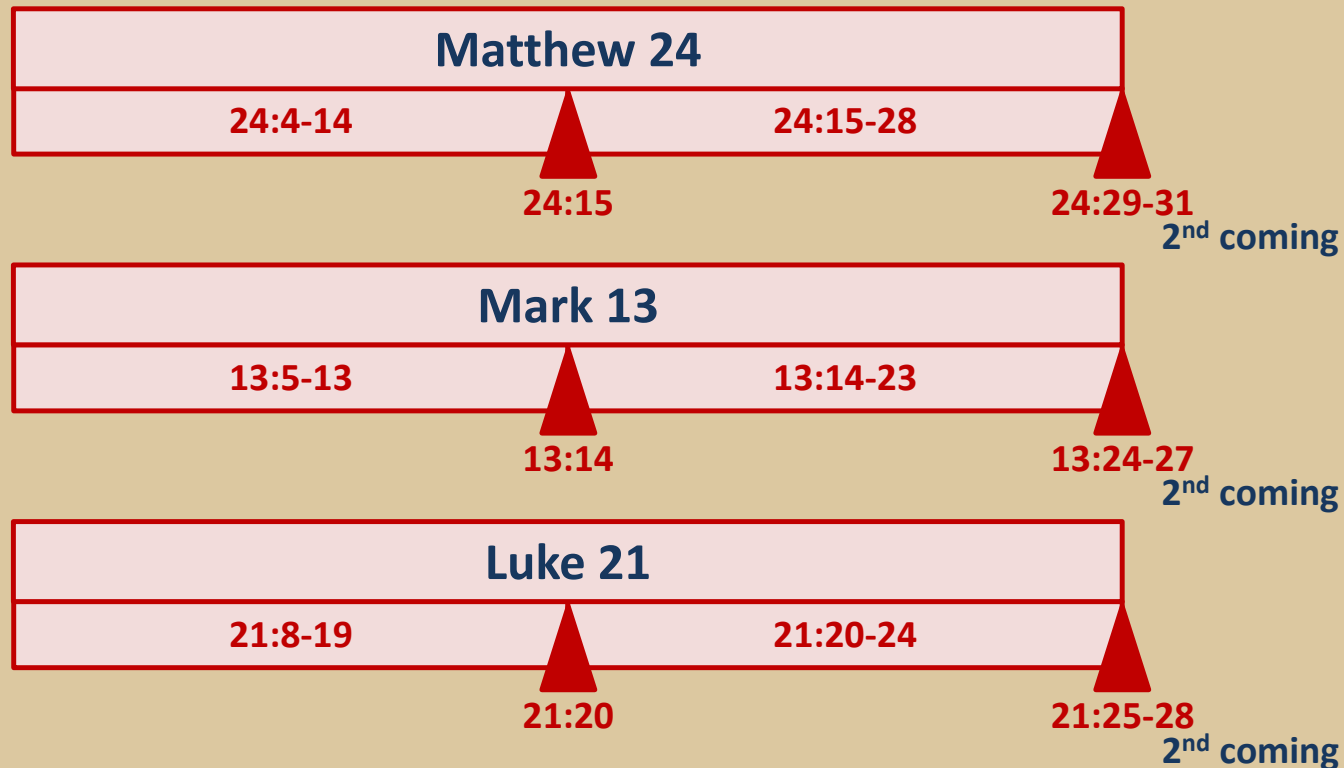 Matthew 24
24:4-14 24:15-28
24:15 24:29-31
2nd coming
Mark 13
13:5-13 13:14-23
13:14 13:24-27
2nd coming
Luke 21
21:8-19 21:20-24
21:20 21:25-28
2nd coming